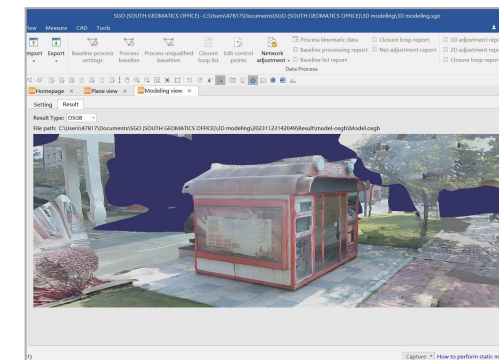 SGO (SOUTH GEOMATICS OFFICE)--C:\Users\47817\Documents\SGO (SOUTH GEOMATICS OFFICE)\3D modeling\3D modeling.sgo
View Measure CAD Tools
Import Export Baseline process settings Process baseline Process unqualified baselines Closure loop list Edit control points Network adjustment
Process kinematic data Closure loop report 3D adjustment repo
Baseline processing report Net adjustment report 2D adjustment repo
Baseline list report Closure loop report
Data Process
Homepage × Plane view × Modeling view ×
Setting Result
Result Type: OSGB
File path: C:\Users\47817\Documents\SGO (SOUTH GEOMATICS OFFICE)\3D modeling\20231123142049\Result\model-osgb\Model.osgb
1) Capture How to perform static m